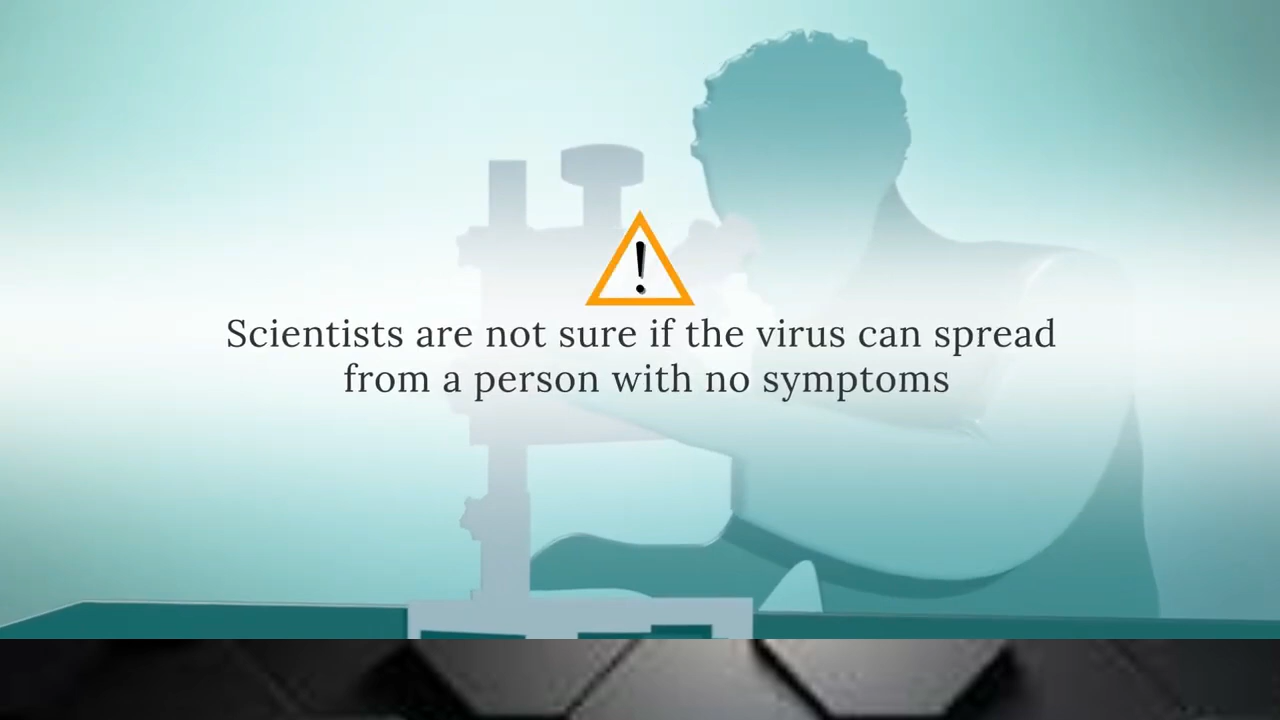 Scientists are not sure if the virus can spread
from a person with no symptoms